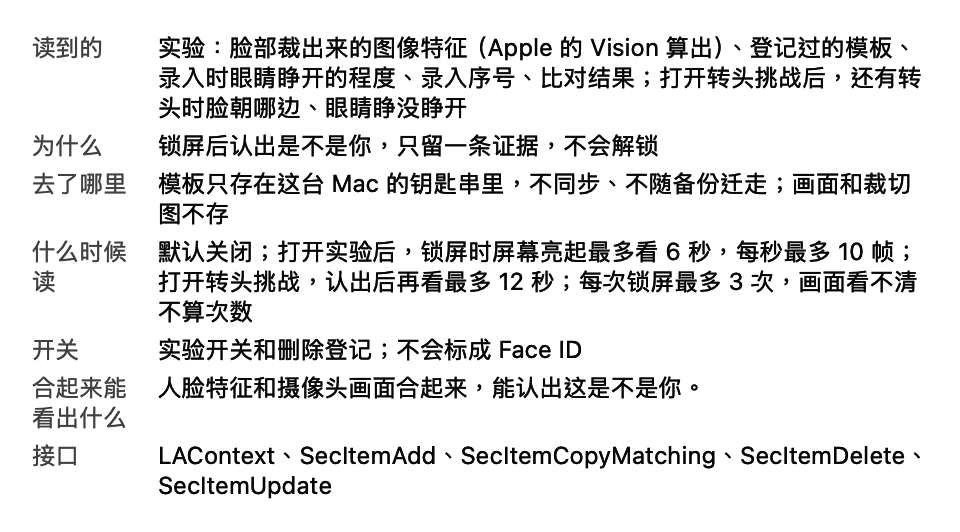 读到的 实验：脸部裁出来的图像特征（Apple 的 Vision 算出）、登记过的模板、
录入时眼睛睁开的程度、录入序号、比对结果；打开转头挑战后，还有转
头时脸朝哪边、眼睛睁没睁开
为什么 锁屏后认出是不是你，只留一条证据，不会解锁
去了哪里 模板只存在这台 Mac 的钥匙串里，不同步、不随备份迁走；画面和裁切
图不存
什么时候 默认关闭；打开实验后，锁屏时屏幕亮起最多看 6 秒，每秒最多 10 帧；
读 打开转头挑战，认出后再看最多 12 秒；每次锁屏最多 3 次，画面看不清
不算次数
开关 实验开关和删除登记；不会标成 Face ID
合起来能 人脸特征和摄像头画面合起来，能认出这是不是你。
看出什么
接口 LAContext、SecItemAdd、SecItemCopyMatching、SecItemDelete、
SecItemUpdate